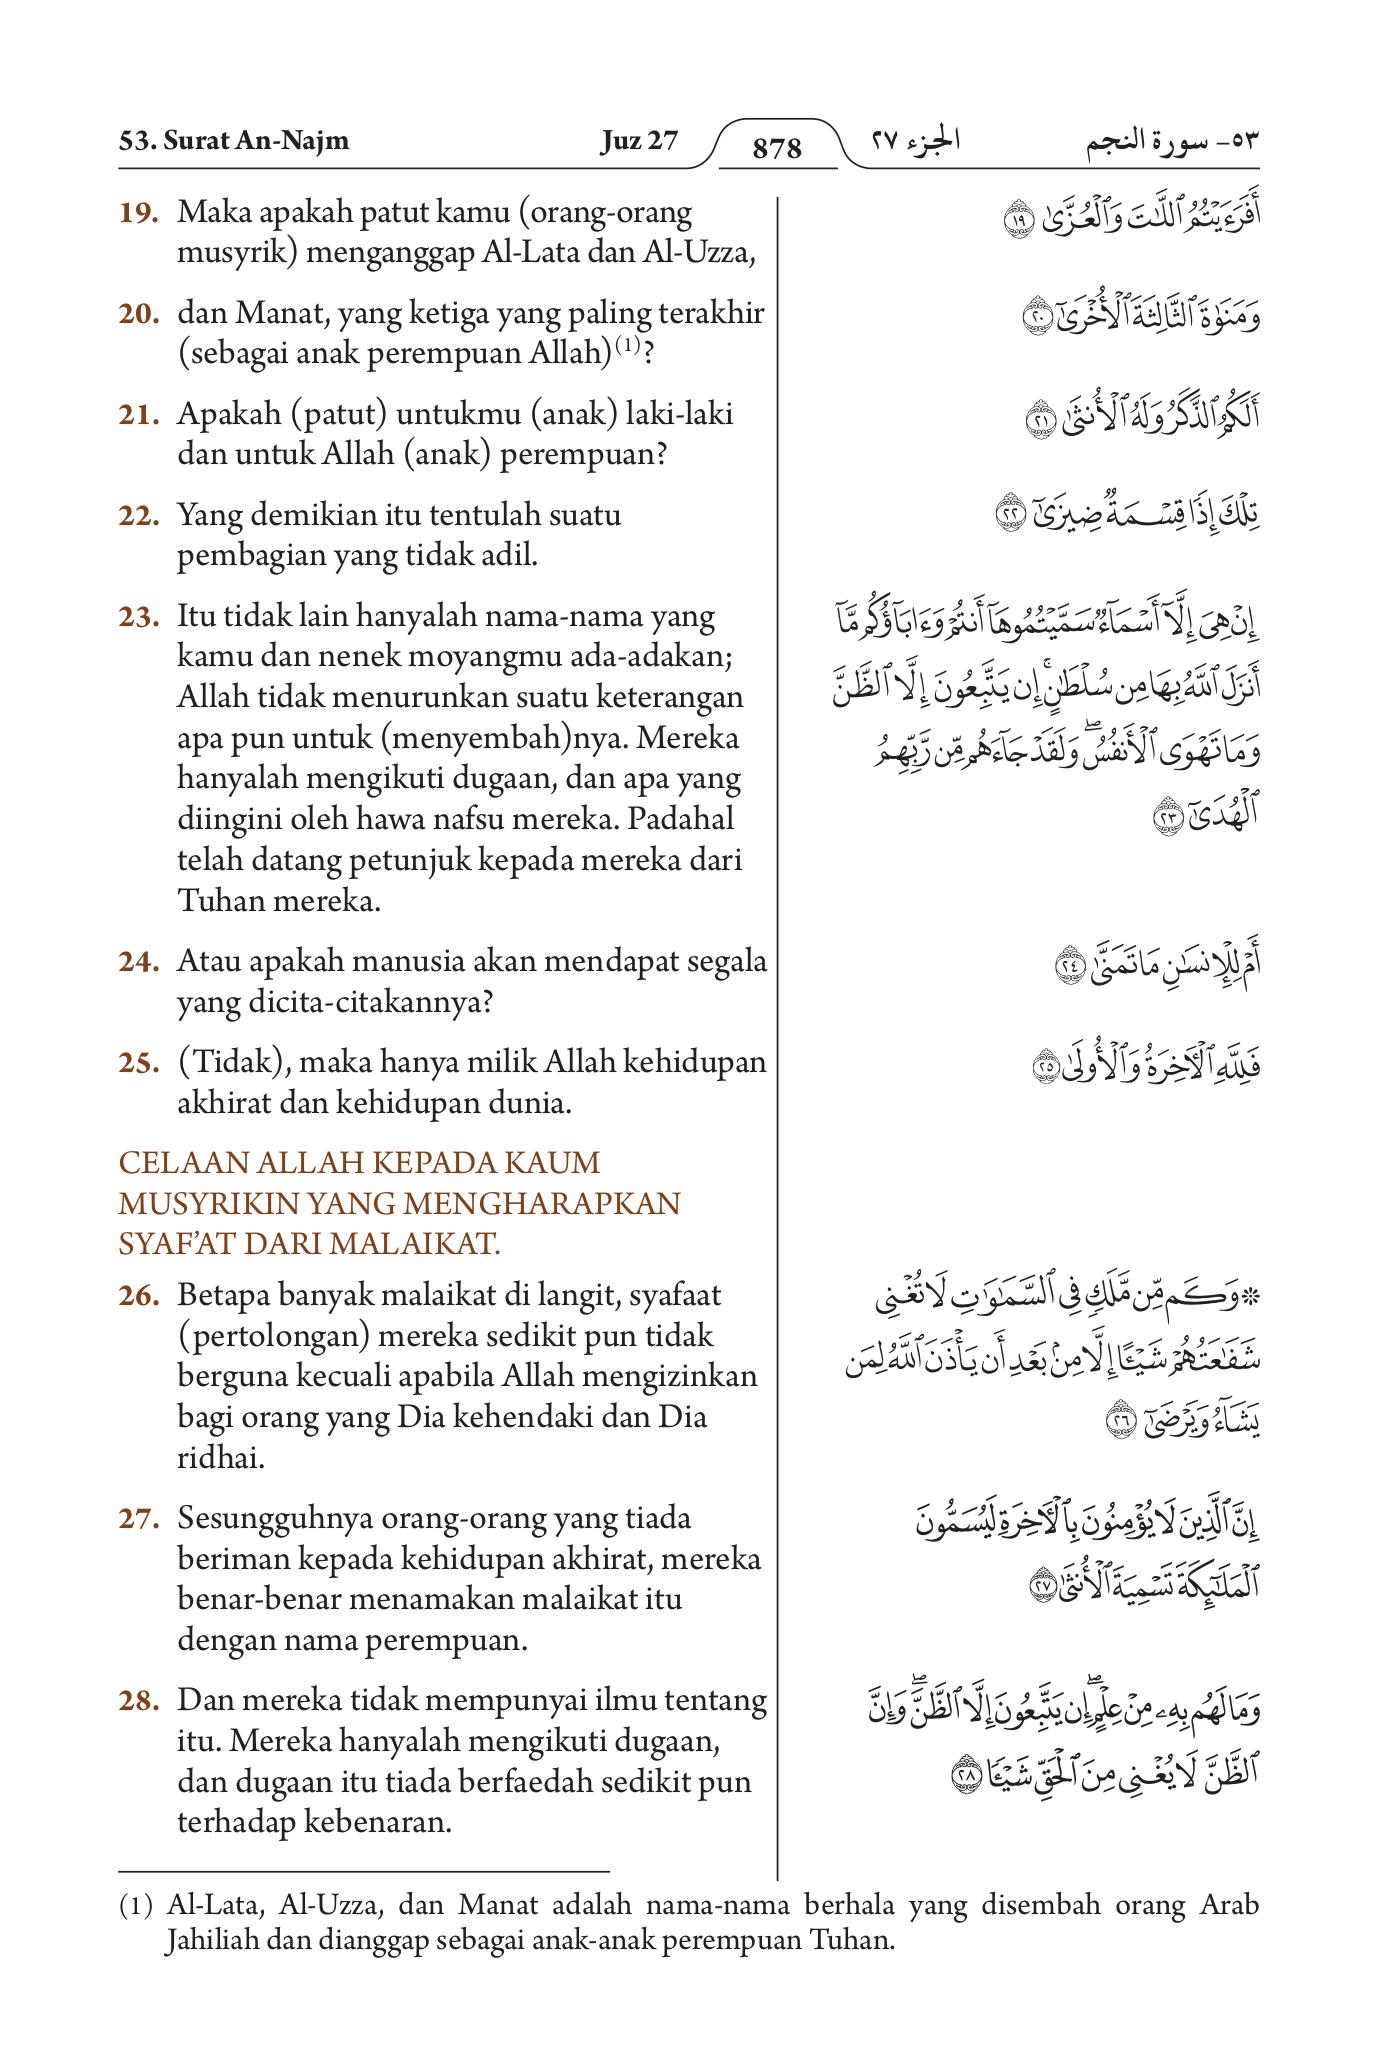 53. Surat An-Najm Juz 27 878 الجزء ٢٧ ٥٣- سورة النجم
19. Maka apakah patut kamu (orang-orang
musyrik) menganggap Al-Lata dan Al-Uzza,
20. dan Manat, yang ketiga yang paling terakhir
(sebagai anak perempuan Allah)⁽¹⁾?
21. Apakah (patut) untukmu (anak) laki-laki
dan untuk Allah (anak) perempuan?
22. Yang demikian itu tentulah suatu
pembagian yang tidak adil.
23. Itu tidak lain hanyalah nama-nama yang
kamu dan nenek moyangmu ada-adakan;
Allah tidak menurunkan suatu keterangan
apa pun untuk (menyembah)nya. Mereka
hanyalah mengikuti dugaan, dan apa yang
diingini oleh hawa nafsu mereka. Padahal
telah datang petunjuk kepada mereka dari
Tuhan mereka.
24. Atau apakah manusia akan mendapat segala
yang dicita-citakannya?
25. (Tidak), maka hanya milik Allah kehidupan
akhirat dan kehidupan dunia.
CELAAN ALLAH KEPADA KAUM
MUSYRIKIN YANG MENGHARAPKAN
SYAF'AT DARI MALAIKAT.
26. Betapa banyak malaikat di langit, syafaat
(pertolongan) mereka sedikit pun tidak
berguna kecuali apabila Allah mengizinkan
bagi orang yang Dia kehendaki dan Dia
ridhai.
27. Sesungguhnya orang-orang yang tiada
beriman kepada kehidupan akhirat, mereka
benar-benar menamakan malaikat itu
dengan nama perempuan.
28. Dan mereka tidak mempunyai ilmu tentang
itu. Mereka hanyalah mengikuti dugaan,
dan dugaan itu tiada berfaedah sedikit pun
terhadap kebenaran.
أَفَرَءَيْتُمُ ٱللَّـٰتَ وَٱلْعُزَّىٰ ١٩
وَمَنَوٰةَ ٱلثَّالِثَةَ ٱلْأُخْرَىٰٓ ٢٠
أَلَكُمُ ٱلذَّكَرُ وَلَهُ ٱلْأُنثَىٰ ٢١
تِلْكَ إِذًا قِسْمَةٌ ضِيزَىٰٓ ٢٢
إِنْ هِىَ إِلَّآ أَسْمَآءٌ سَمَّيْتُمُوهَآ أَنتُمْ وَءَابَآؤُكُم مَّآ
أَنزَلَ ٱللَّهُ بِهَا مِن سُلْطَـٰنٍ ۚ إِن يَتَّبِعُونَ إِلَّا ٱلظَّنَّ
وَمَا تَهْوَى ٱلْأَنفُسُ ۖ وَلَقَدْ جَآءَهُم مِّن رَّبِّهِمُ
ٱلْهُدَىٰٓ ٢٣
أَمْ لِلْإِنسَـٰنِ مَا تَمَنَّىٰ ٢٤
فَلِلَّهِ ٱلْـَٔاخِرَةُ وَٱلْأُولَىٰ ٢٥
۞ وَكَم مِّن مَّلَكٍ فِى ٱلسَّمَـٰوَٰتِ لَا تُغْنِى
شَفَـٰعَتُهُمْ شَيْـًٔا إِلَّا مِنۢ بَعْدِ أَن يَأْذَنَ ٱللَّهُ لِمَن
يَشَآءُ وَيَرْضَىٰٓ ٢٦
إِنَّ ٱلَّذِينَ لَا يُؤْمِنُونَ بِٱلْـَٔاخِرَةِ لَيُسَمُّونَ
ٱلْمَلَـٰٓئِكَةَ تَسْمِيَةَ ٱلْأُنثَىٰ ٢٧
وَمَا لَهُم بِهِۦ مِنْ عِلْمٍ ۖ إِن يَتَّبِعُونَ إِلَّا ٱلظَّنَّ ۖ وَإِنَّ
ٱلظَّنَّ لَا يُغْنِى مِنَ ٱلْحَقِّ شَيْـًٔا ٢٨
(1) Al-Lata, Al-Uzza, dan Manat adalah nama-nama berhala yang disembah orang Arab
Jahiliah dan dianggap sebagai anak-anak perempuan Tuhan.